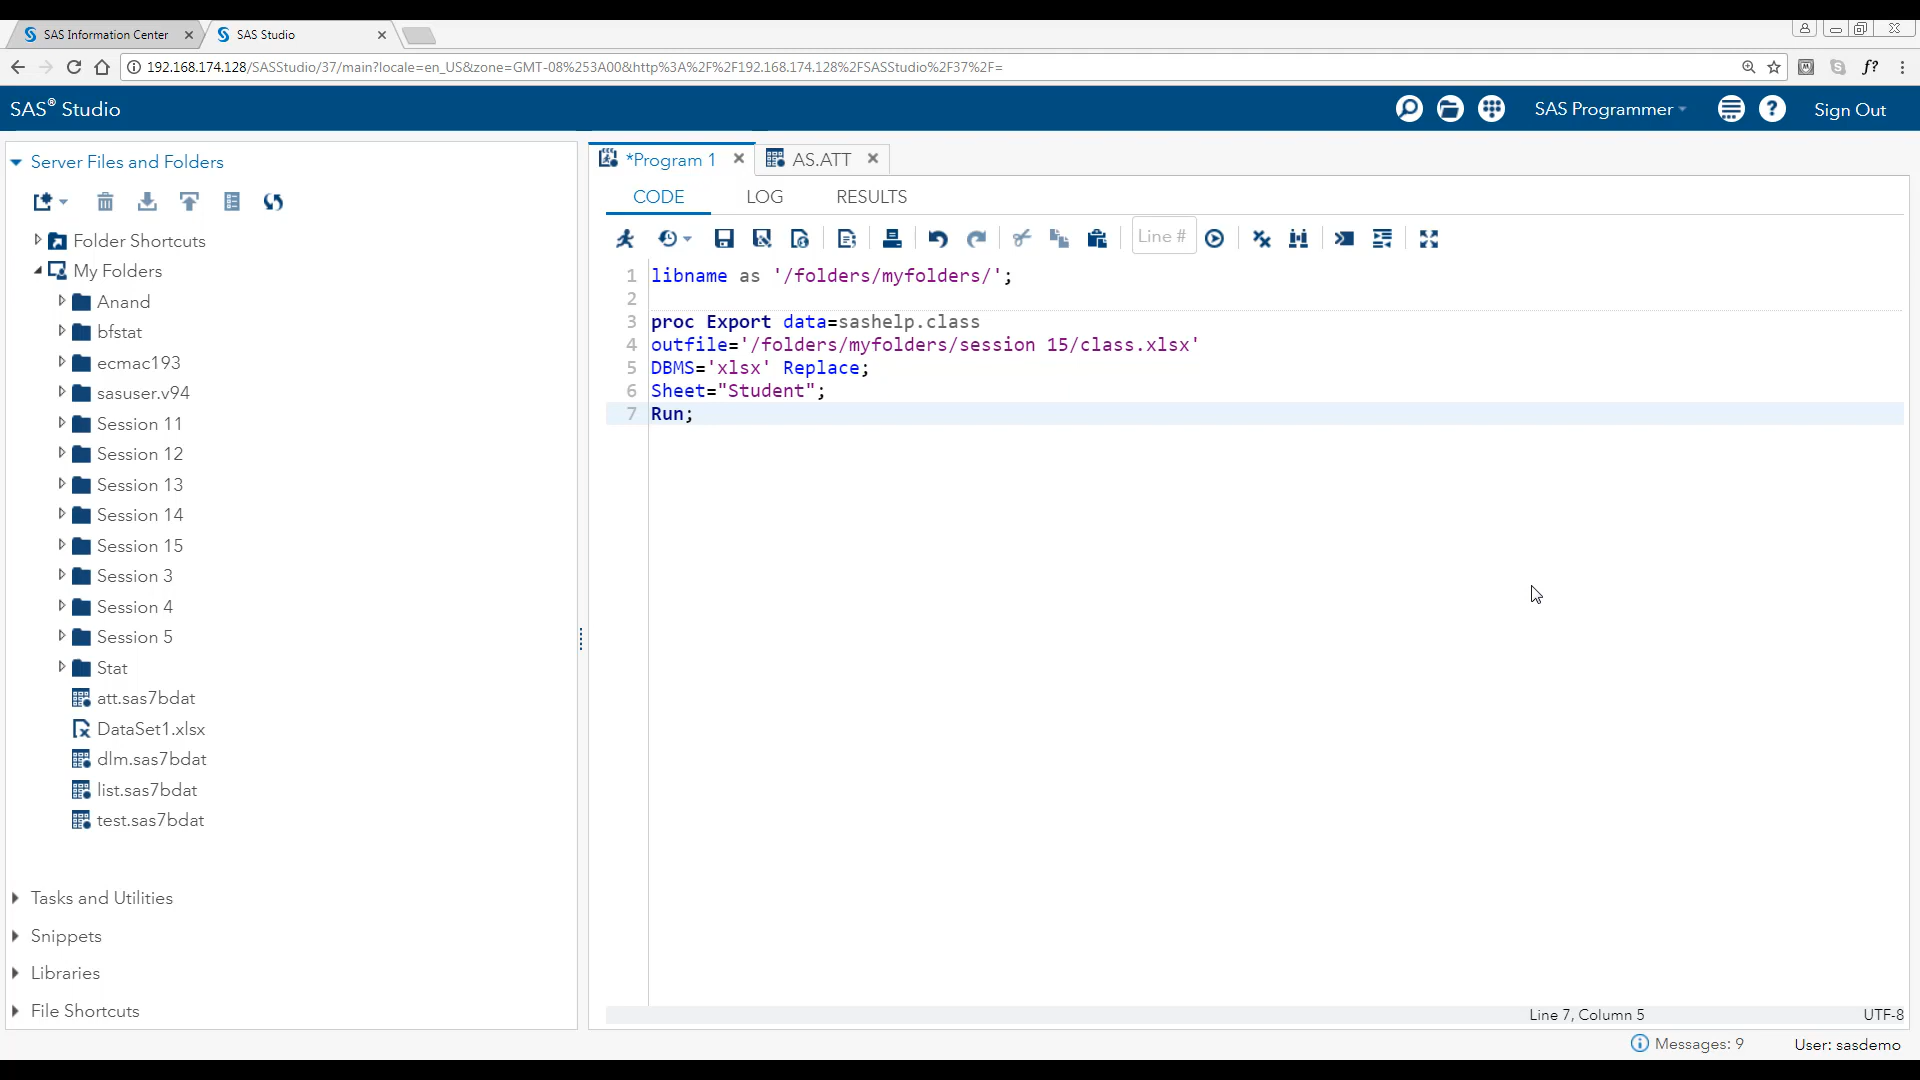 SAS Information Center
SAS Studio
192.168.174.128/SASStudio/37/main?locale=en_US&zone=GMT-08%253A00&http%3A%2F%2F192.168.174.128%2FSASStudio%2F37%2F=
SAS® Studio
SAS Programmer
Sign Out
Server Files and Folders
Folder Shortcuts
My Folders
Anand
bfstat
ecmac193
sasuser.v94
Session 11
Session 12
Session 13
Session 14
Session 15
Session 3
Session 4
Session 5
Stat
att.sas7bdat
DataSet1.xlsx
dlm.sas7bdat
list.sas7bdat
test.sas7bdat
Tasks and Utilities
Snippets
Libraries
File Shortcuts
*Program 1
AS.ATT
CODE LOG RESULTS
Line #
1 libname as '/folders/myfolders/';
2
3 proc Export data=sashelp.class
4 outfile='/folders/myfolders/session 15/class.xlsx'
5 DBMS='xlsx' Replace;
6 Sheet="Student";
7 Run;
Line 7, Column 5
UTF-8
Messages: 9
User: sasdemo